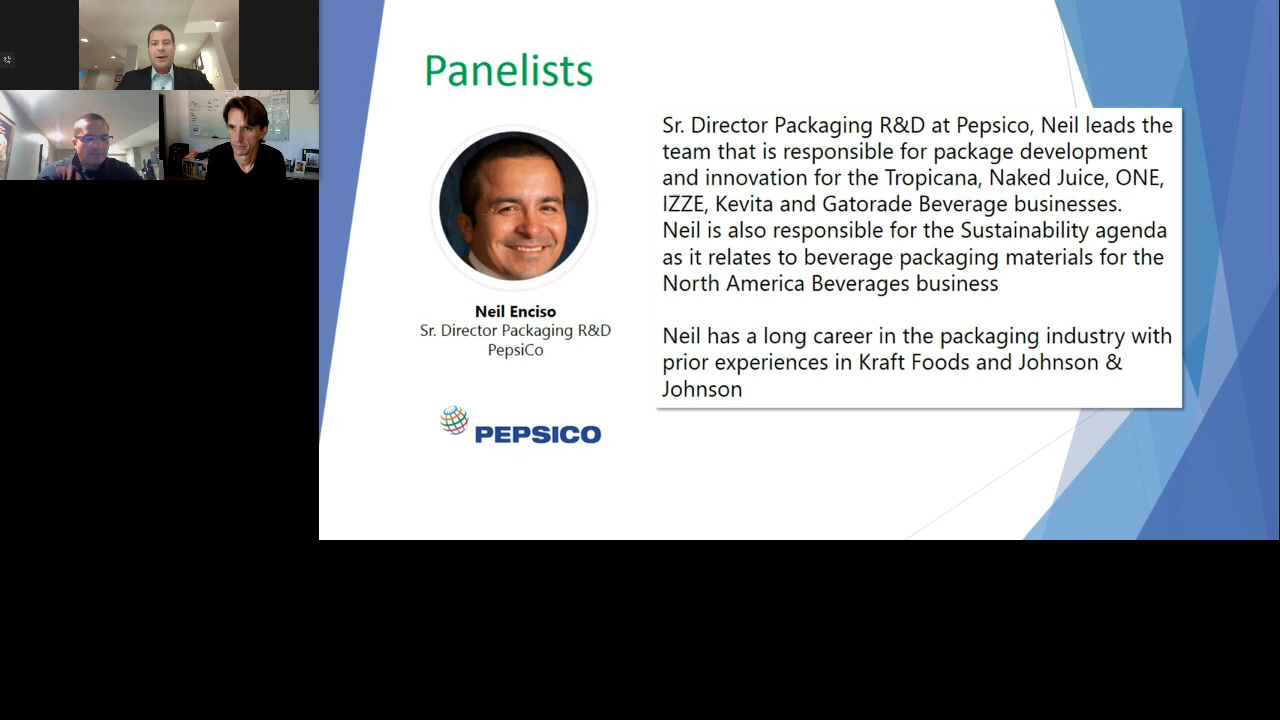 Panelists
Neil Enciso
Sr. Director Packaging R&D
PepsiCo
PEPSICO
Sr. Director Packaging R&D at Pepsico, Neil leads the
team that is responsible for package development
and innovation for the Tropicana, Naked Juice, ONE,
IZZE, Kevita and Gatorade Beverage businesses.
Neil is also responsible for the Sustainability agenda
as it relates to beverage packaging materials for the
North America Beverages business
Neil has a long career in the packaging industry with
prior experiences in Kraft Foods and Johnson &
Johnson